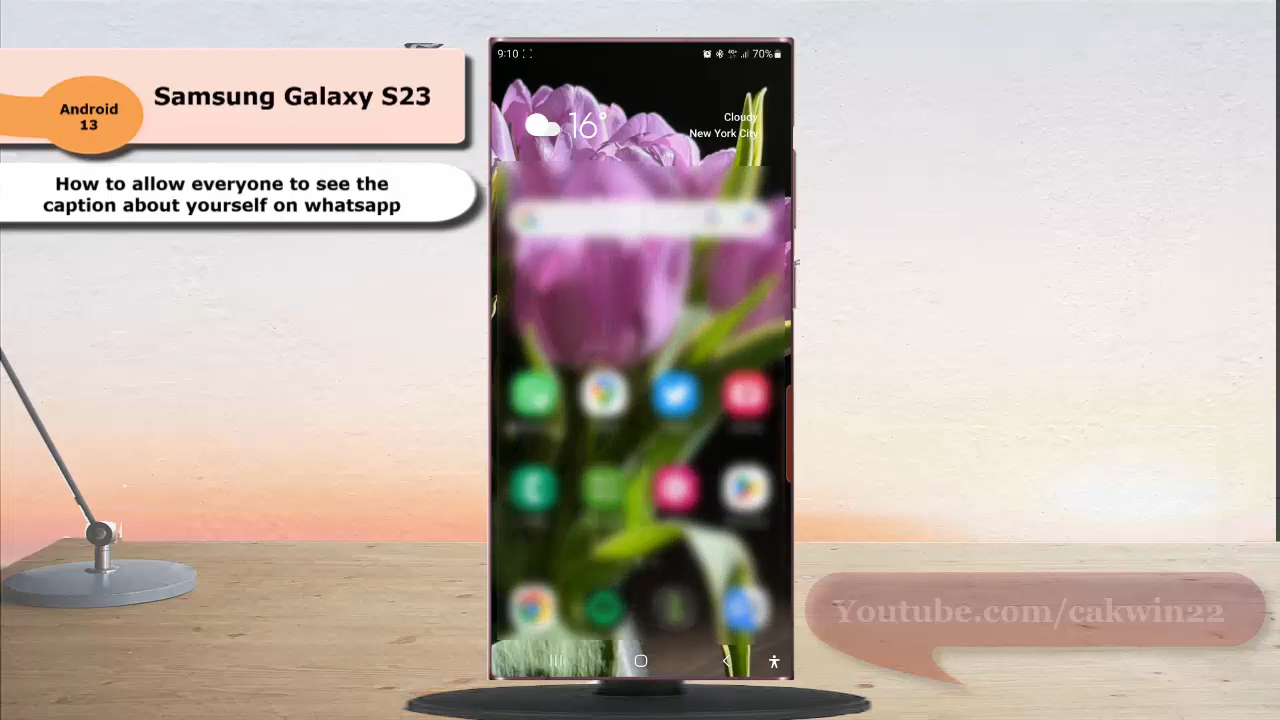 Samsung Galaxy S23
Android
13
How to allow everyone to see the
caption about yourself on whatsapp
9:10
70%
16°
Cloudy
New York City
Youtube.com/cakwin22